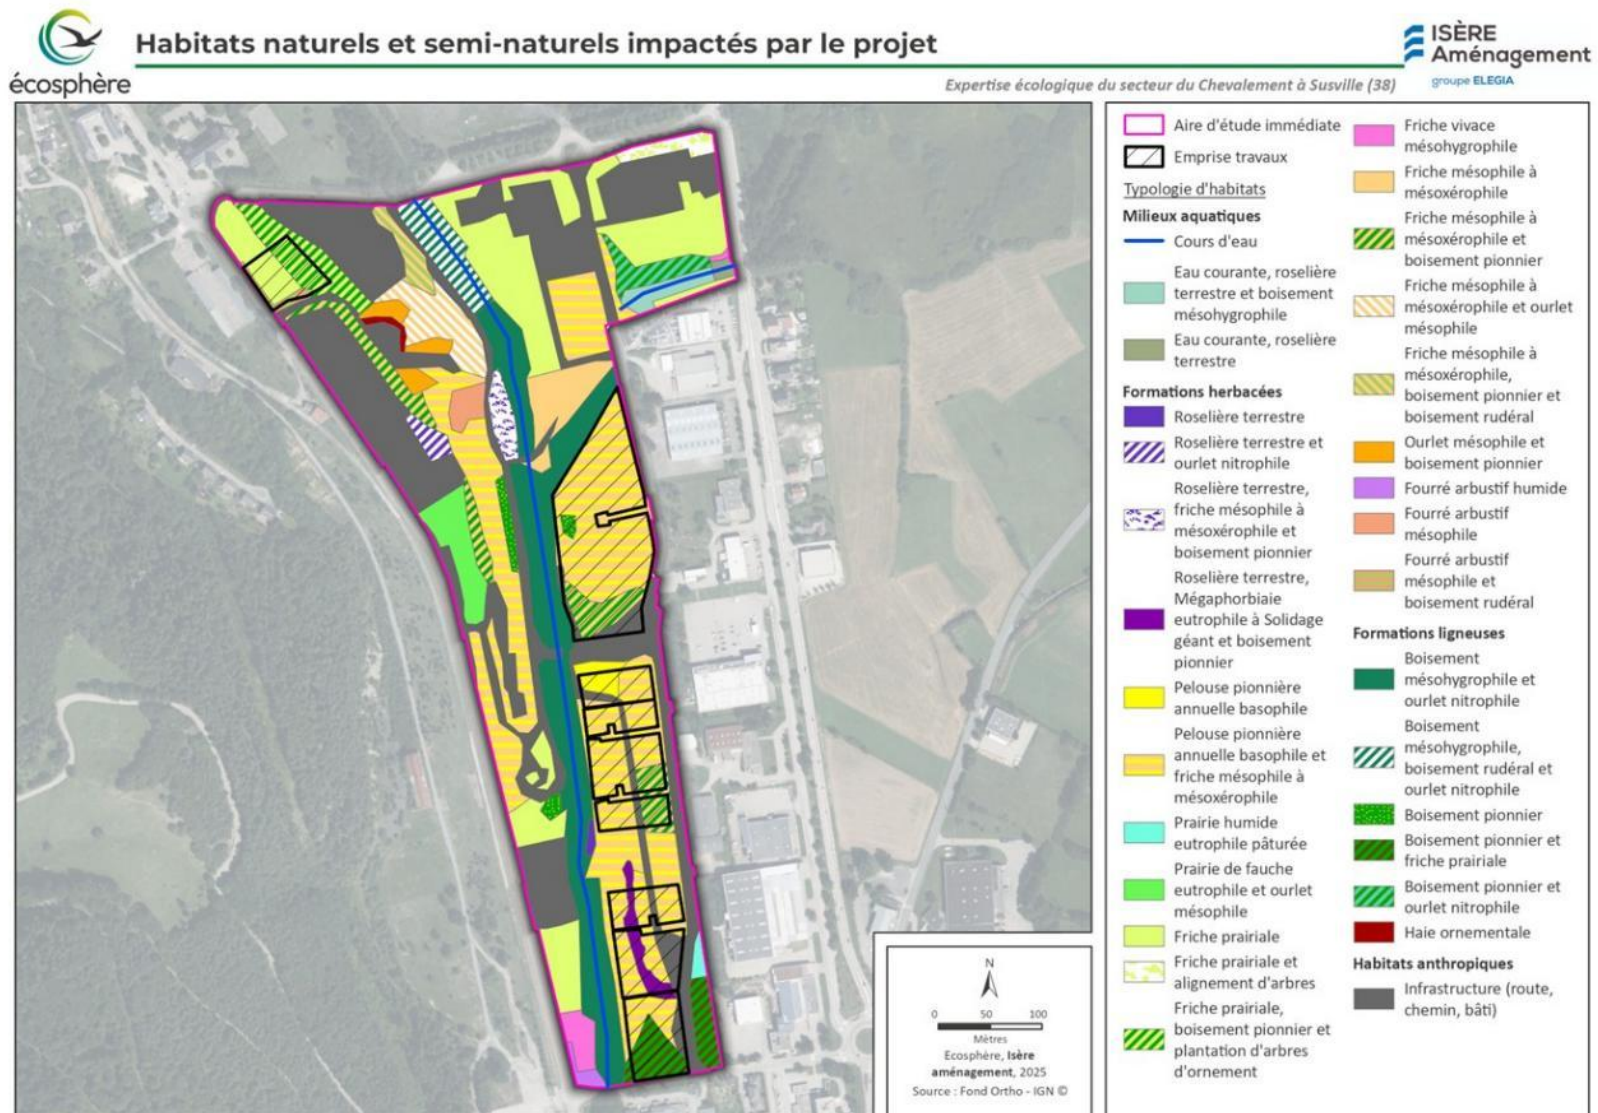 écosphère
Habitats naturels et semi-naturels impactés par le projet
ISÈRE
Aménagement
groupe ELEGIA
Expertise écologique du secteur du Chevalement à Susville (38)
Aire d'étude immédiate
Emprise travaux
Typologie d'habitats
Milieux aquatiques
Cours d'eau
Eau courante, roselière
terrestre et boisement
mésohygrophile
Eau courante, roselière
terrestre
Formations herbacées
Roselière terrestre
Roselière terrestre et
ourlet nitrophile
Roselière terrestre,
friche mésophile à
mésoxérophile et
boisement pionnier
Roselière terrestre,
Mégaphorbiaie
eutrophile à Solidage
géant et boisement
pionnier
Pelouse pionnière
annuelle basophile
Pelouse pionnière
annuelle basophile et
friche mésophile à
mésoxérophile
Prairie humide
eutrophile pâturée
Prairie de fauche
eutrophile et ourlet
mésophile
Friche prairiale
Friche prairiale et
alignement d'arbres
Friche prairiale,
boisement pionnier et
plantation d'arbres
d'ornement
Friche vivace
mésohygrophile
Friche mésophile à
mésoxérophile
Friche mésophile à
mésoxérophile et
boisement pionnier
Friche mésophile à
mésoxérophile et ourlet
mésophile
Friche mésophile à
mésoxérophile,
boisement pionnier et
boisement rudéral
Ourlet mésophile et
boisement pionnier
Fourré arbustif humide
Fourré arbustif
mésophile
Fourré arbustif
mésophile et
boisement rudéral
Formations ligneuses
Boisement
mésohygrophile et
ourlet nitrophile
Boisement
mésohygrophile,
boisement rudéral et
ourlet nitrophile
Boisement pionnier
Boisement pionnier et
friche prairiale
Boisement pionnier et
ourlet nitrophile
Haie ornementale
Habitats anthropiques
Infrastructure (route,
chemin, bâti)
N
0 50 100
Mètres
Ecosphère, Isère
aménagement, 2025
Source : Fond Ortho - IGN ©